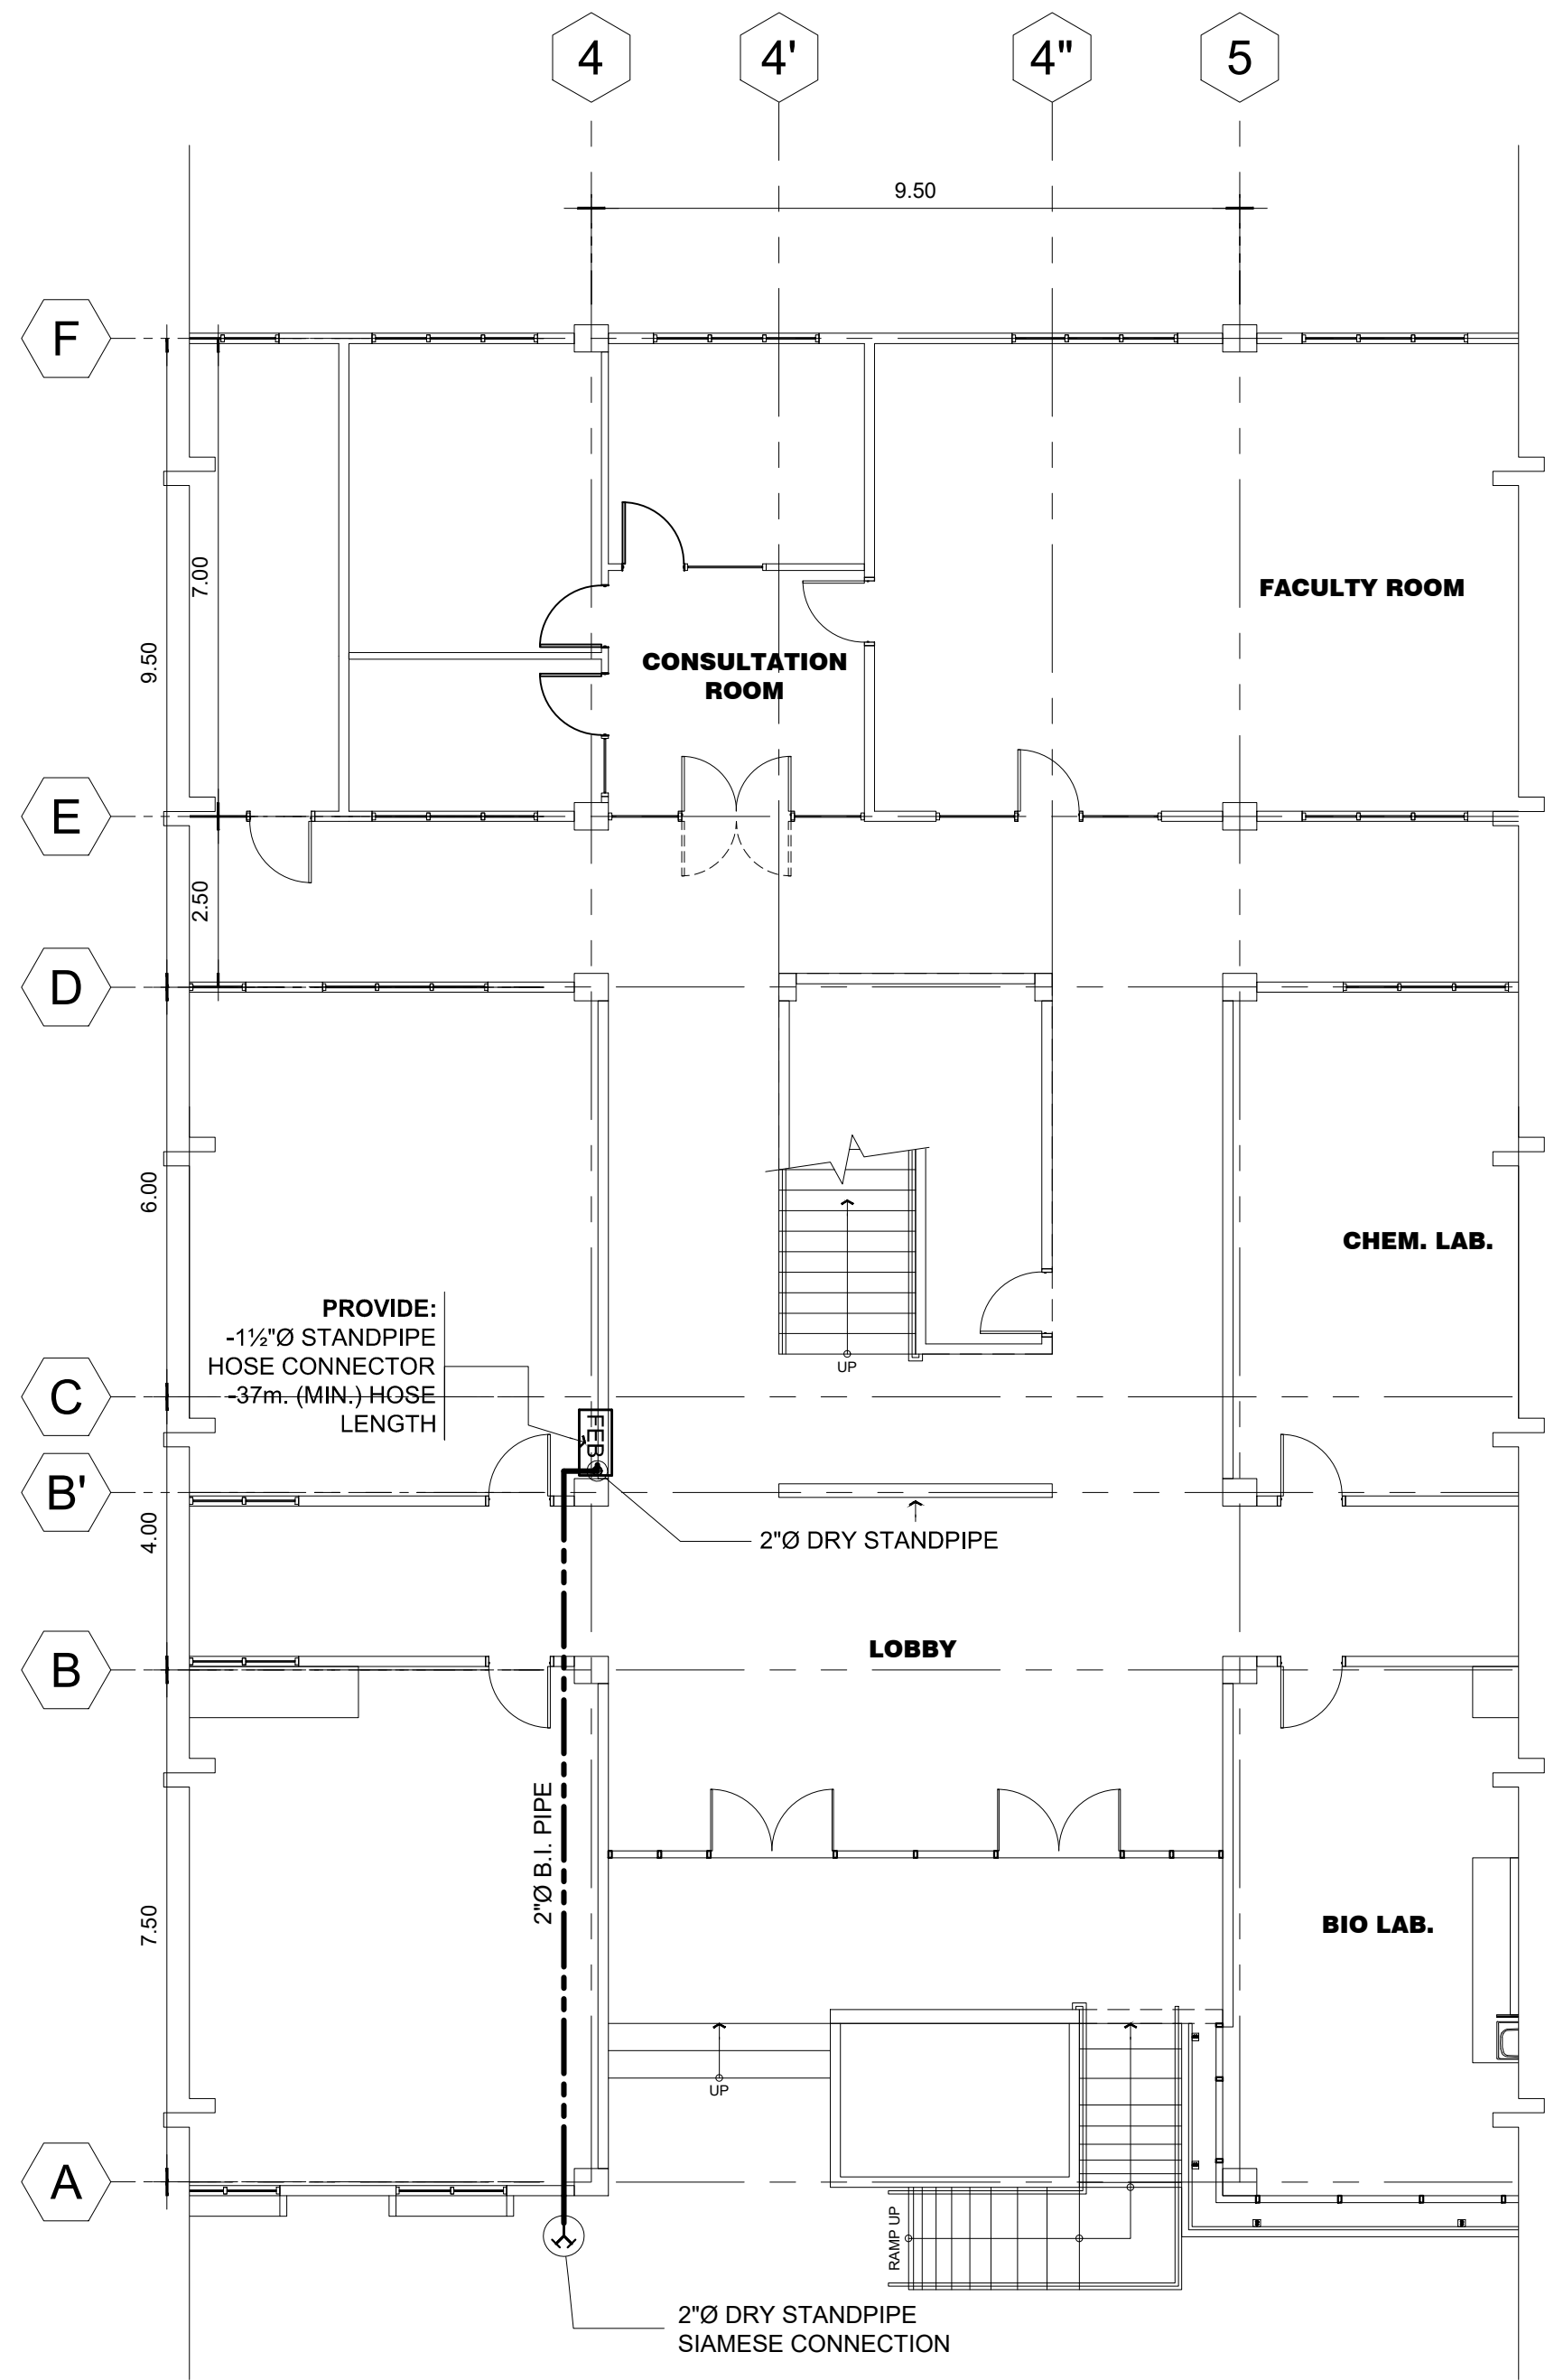 4
4'
4"
5
9.50
F
7.00
9.50
FACULTY ROOM
CONSULTATION
ROOM
E
2.50
D
6.00
CHEM. LAB.
PROVIDE:
-1½"Ø STANDPIPE
HOSE CONNECTOR
-37m. (MIN.) HOSE
LENGTH
UP
C
FEB
B'
4.00
2"Ø DRY STANDPIPE
LOBBY
B
2"Ø B.I. PIPE
7.50
BIO LAB.
UP
A
RAMP UP
2"Ø DRY STANDPIPE
SIAMESE CONNECTION